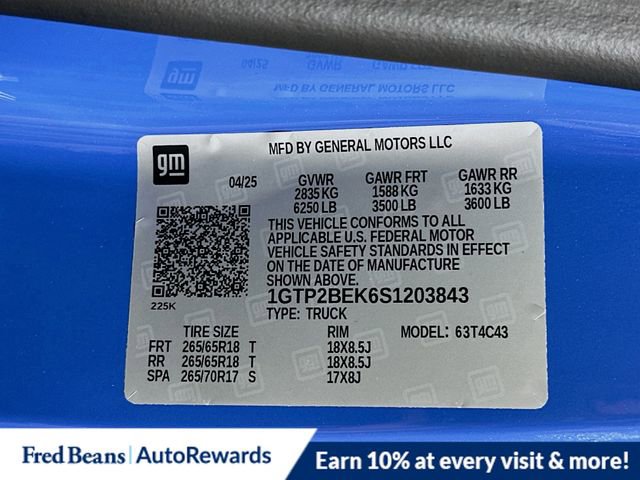 gm
MFD BY GENERAL MOTORS LLC
04/25 GVWR GAWR FRT GAWR RR
2835 KG 1588 KG 1633 KG
6250 LB 3500 LB 3600 LB
THIS VEHICLE CONFORMS TO ALL
APPLICABLE U.S. FEDERAL MOTOR
VEHICLE SAFETY STANDARDS IN EFFECT
ON THE DATE OF MANUFACTURE
SHOWN ABOVE.
225K
1GTP2BEK6S1203843
TYPE: TRUCK
TIRE SIZE RIM MODEL: 63T4C43
FRT 265/65R18 T 18X8.5J
RR 265/65R18 T 18X8.5J
SPA 265/70R17 S 17X8J
Fred Beans | AutoRewards
Earn 10% at every visit & more!